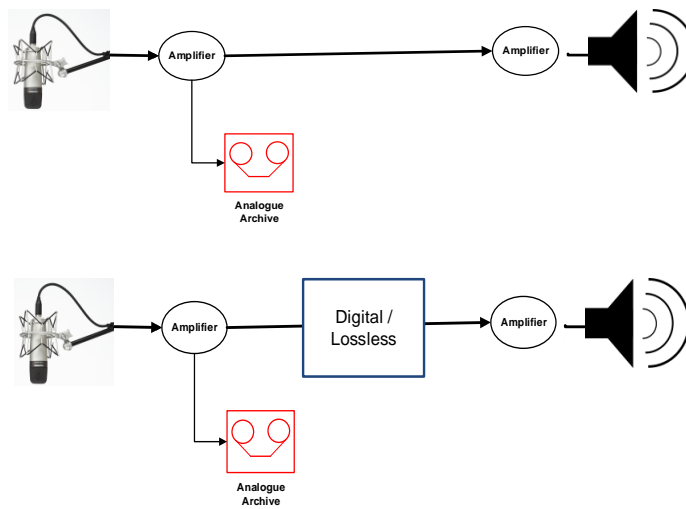 Amplifier
Amplifier
Analogue
Archive
Amplifier
Digital /
Lossless
Amplifier
Analogue
Archive